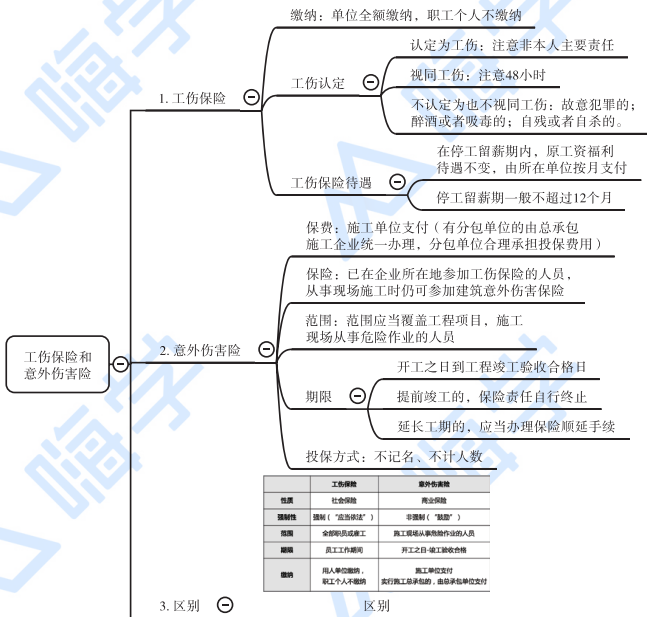 缴纳：单位全额缴纳，职工个人不缴纳
认定为工伤：注意非本人主要责任
工伤认定
视同工伤：注意48小时
1. 工伤保险
不认定为也不视同工伤：故意犯罪的；
醉酒或者吸毒的；自残或者自杀的。
在停工留薪期内，原工资福利
待遇不变，由所在单位按月支付
工伤保险待遇
停工留薪期一般不超过12个月
保费：施工单位支付（有分包单位的由总承包
施工企业统一办理，分包单位合理承担投保费用）
保险：已在企业所在地参加工伤保险的人员，
从事现场施工时仍可参加建筑意外伤害保险
范围：范围应当覆盖工程项目，施工
现场从事危险作业的人员
工伤保险和
意外伤害险
2. 意外伤害险
开工之日到工程竣工验收合格日
期限
提前竣工的，保险责任自行终止
延长工期的，应当办理保险顺延手续
投保方式：不记名、不计人数
工伤保险 意外伤害险
性质 社会保险 商业保险
强制性 强制（“应当依法”） 非强制（“鼓励”）
范围 全部职员或雇工 施工现场从事危险作业的人员
期限 员工工作期间 开工之日-竣工验收合格
缴纳 用人单位缴纳，职工个人不缴纳 施工单位支付 实行施工总承包的，由总承包单位支付
3. 区别
区别
嗨学
嗨学
嗨学
嗨学